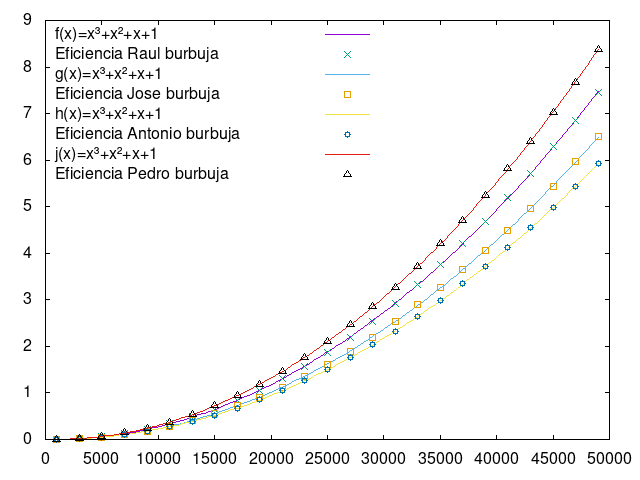 9
8
7
6
5
4
3
2
1
0
f(x)=x³+x²+x+1
Eficiencia Raul burbuja
g(x)=x³+x²+x+1
Eficiencia Jose burbuja
h(x)=x³+x²+x+1
Eficiencia Antonio burbuja
j(x)=x³+x²+x+1
Eficiencia Pedro burbuja
0 5000 10000 15000 20000 25000 30000 35000 40000 45000 50000